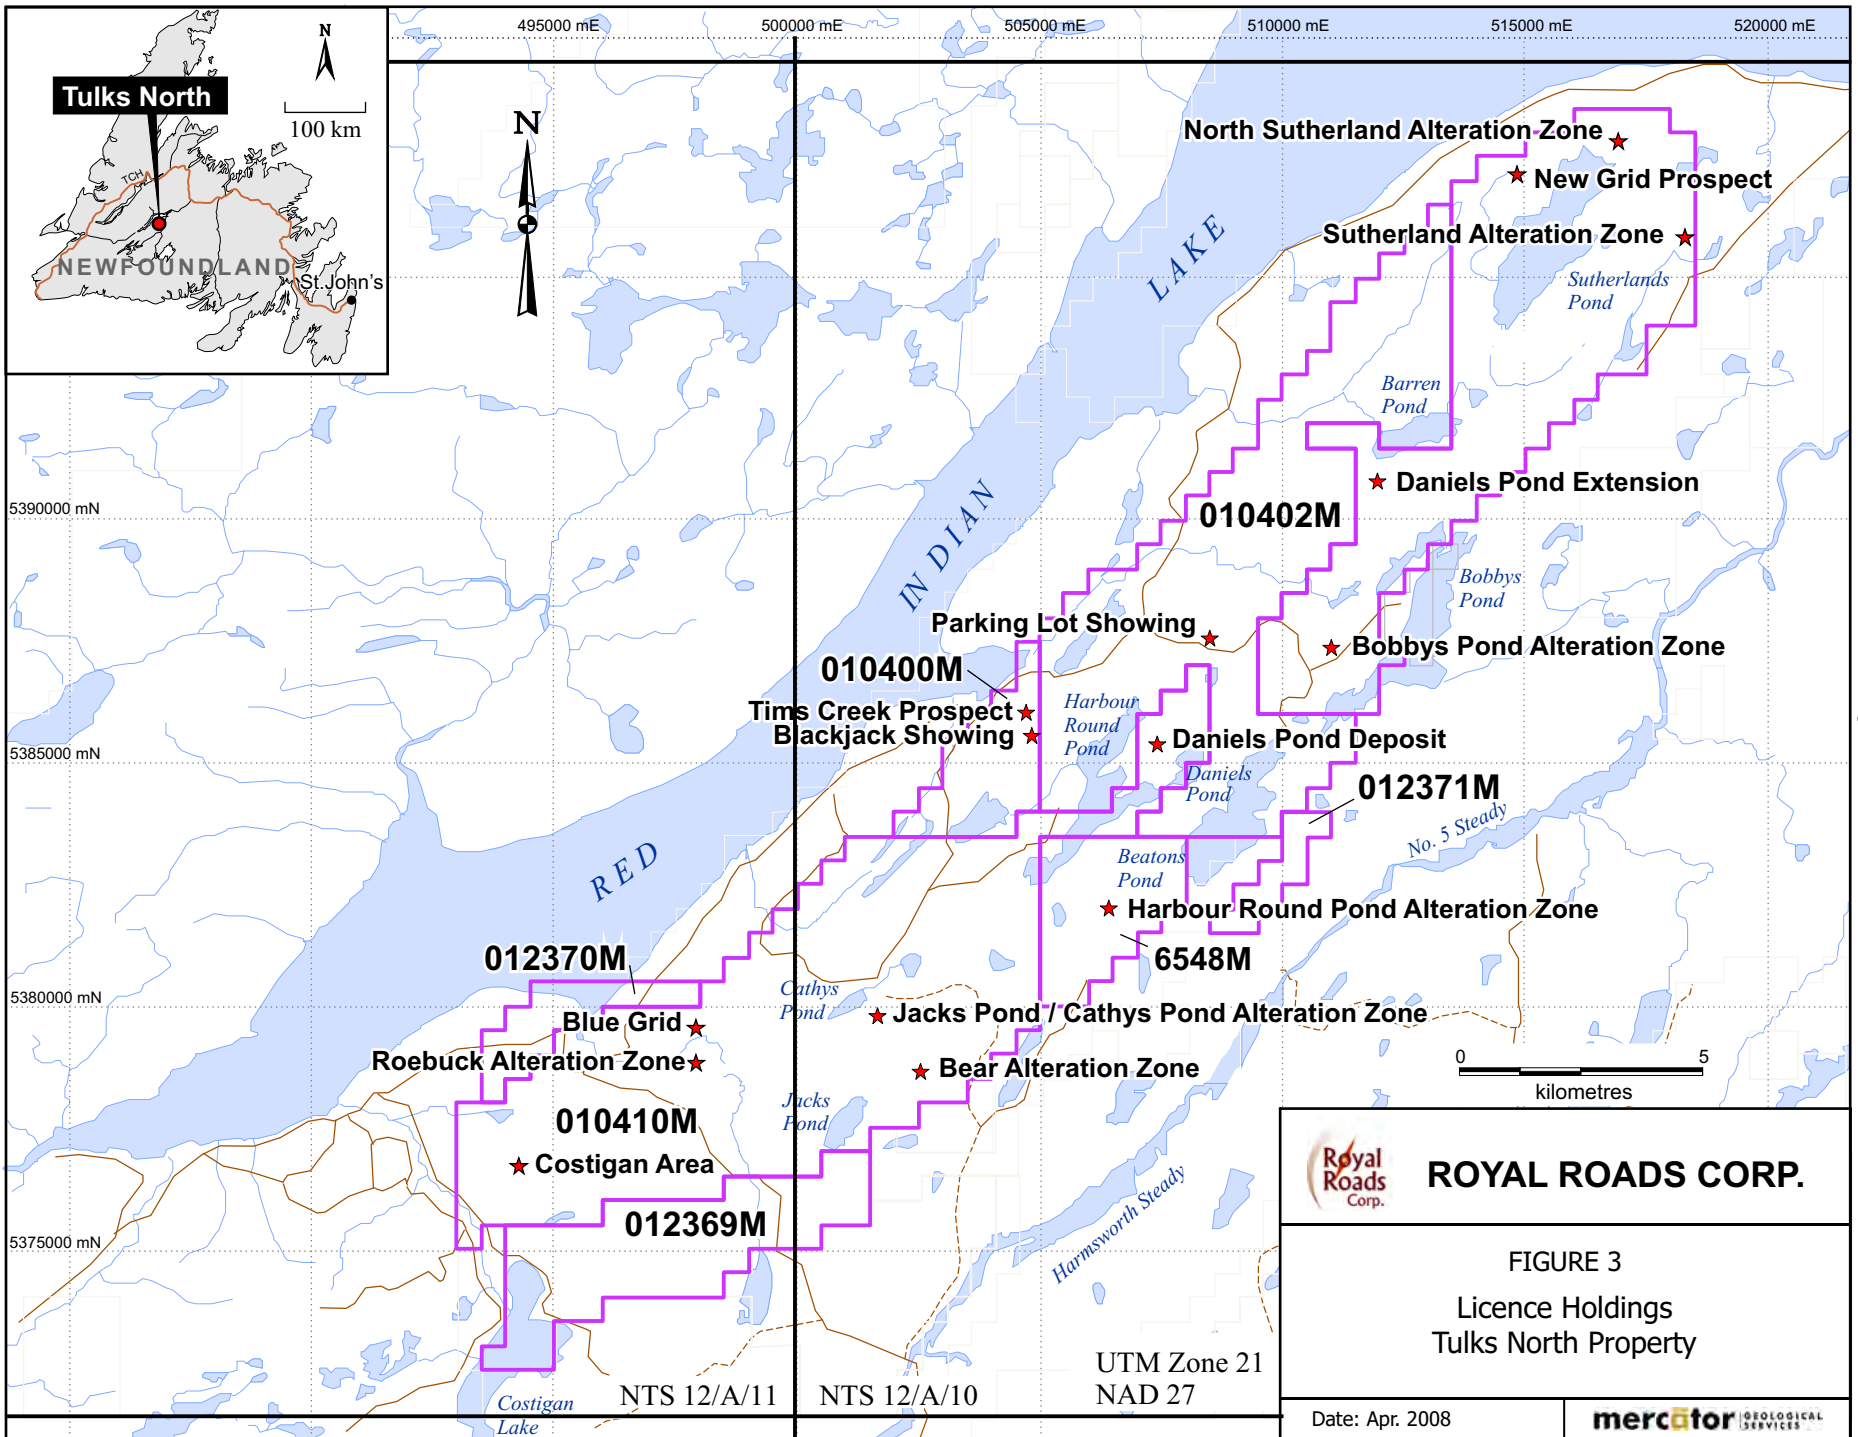 495000 mE
500000 mE
505000 mE
510000 mE
515000 mE
520000 mE
N
Tulks North
100 km
TCH
NEWFOUNDLAND
St.John's
N
North Sutherland Alteration Zone
New Grid Prospect
Sutherland Alteration Zone
Sutherlands
Pond
LAKE
Barren
Pond
Daniels Pond Extension
5390000 mN
010402M
INDIAN
Bobbys
Pond
Parking Lot Showing
Bobbys Pond Alteration Zone
010400M
Tims Creek Prospect
Blackjack Showing
Harbour
Round
Pond
Daniels Pond Deposit
5385000 mN
Daniels
Pond
012371M
No. 5 Steady
RED
Beatons
Pond
Harbour Round Pond Alteration Zone
6548M
012370M
Cathys
Pond
5380000 mN
Jacks Pond / Cathys Pond Alteration Zone
Blue Grid
Roebuck Alteration Zone
Bear Alteration Zone
0
5
kilometres
Jacks
Pond
010410M
Costigan Area
012369M
5375000 mN
Harmsworth Steady
Costigan
Lake
NTS 12/A/11
NTS 12/A/10
UTM Zone 21
NAD 27
Royal
Roads
Corp.
ROYAL ROADS CORP.
FIGURE 3
Licence Holdings
Tulks North Property
Date: Apr. 2008
mercator GEOLOGICAL
SERVICES